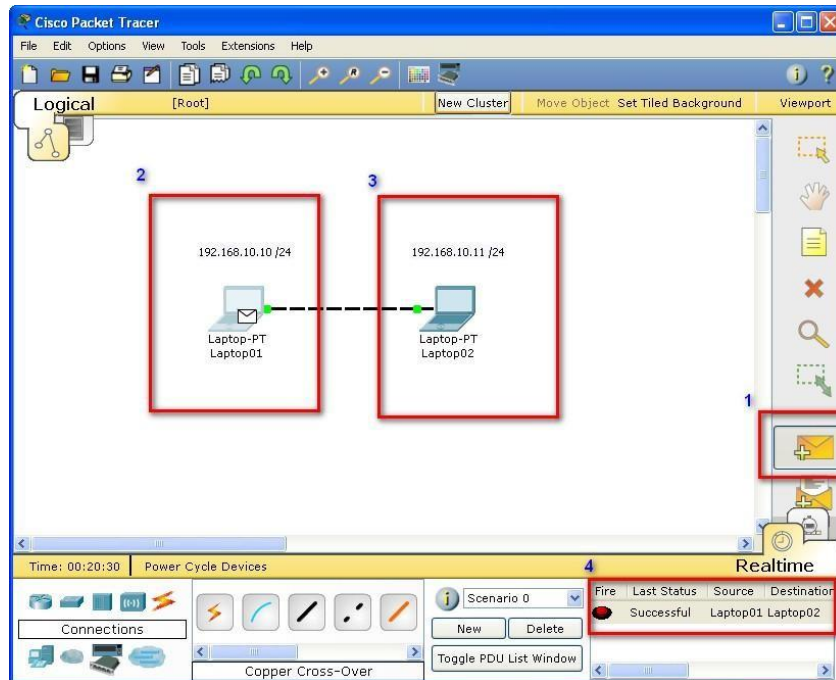 Cisco Packet Tracer
File Edit Options View Tools Extensions Help
Logical [Root] New Cluster Move Object Set Tiled Background Viewport
2
3
192.168.10.10 /24
192.168.10.11 /24
Laptop-PT
Laptop01
Laptop-PT
Laptop02
1
Time: 00:20:30 Power Cycle Devices
4
Realtime
Connections
Copper Cross-Over
Scenario 0
New Delete
Toggle PDU List Window
Fire Last Status Source Destination
Successful Laptop01 Laptop02